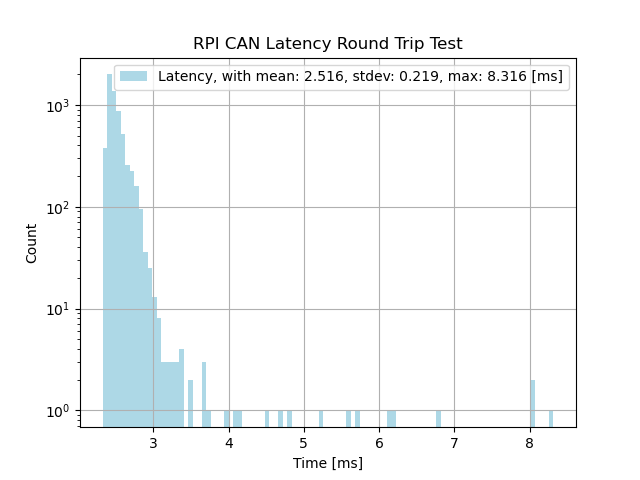 RPI CAN Latency Round Trip Test
Latency, with mean: 2.516, stdev: 0.219, max: 8.316 [ms]
10³
10²
10¹
10⁰
Count
3 4 5 6 7 8
Time [ms]